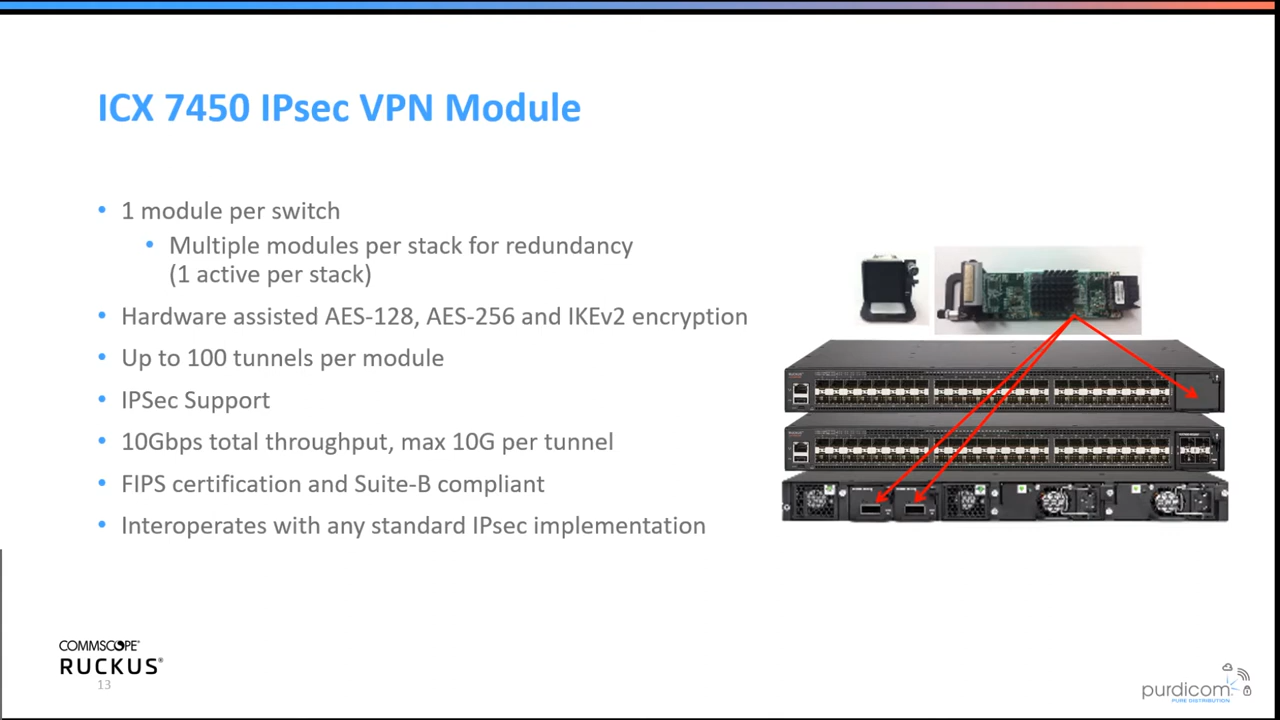 ICX 7450 IPsec VPN Module
• 1 module per switch
• Multiple modules per stack for redundancy
(1 active per stack)
• Hardware assisted AES-128, AES-256 and IKEv2 encryption
• Up to 100 tunnels per module
• IPSec Support
• 10Gbps total throughput, max 10G per tunnel
• FIPS certification and Suite-B compliant
• Interoperates with any standard IPsec implementation
COMMSCOPE®
RUCKUS®
13
purdicom
PURE DISTRIBUTION